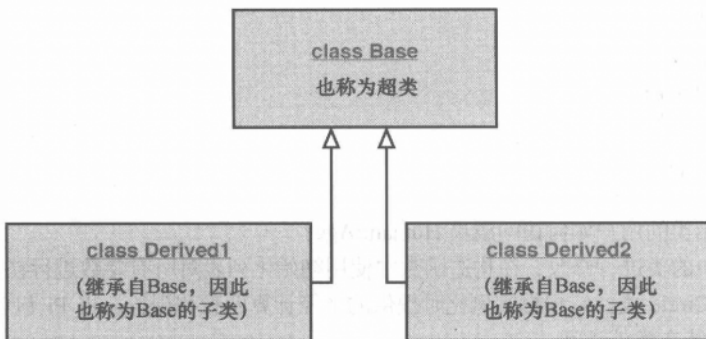 class Base
也称为超类
class Derived1
(继承自Base,因此
也称为Base的子类)
class Derived2
(继承自Base,因此
也称为Base的子类)